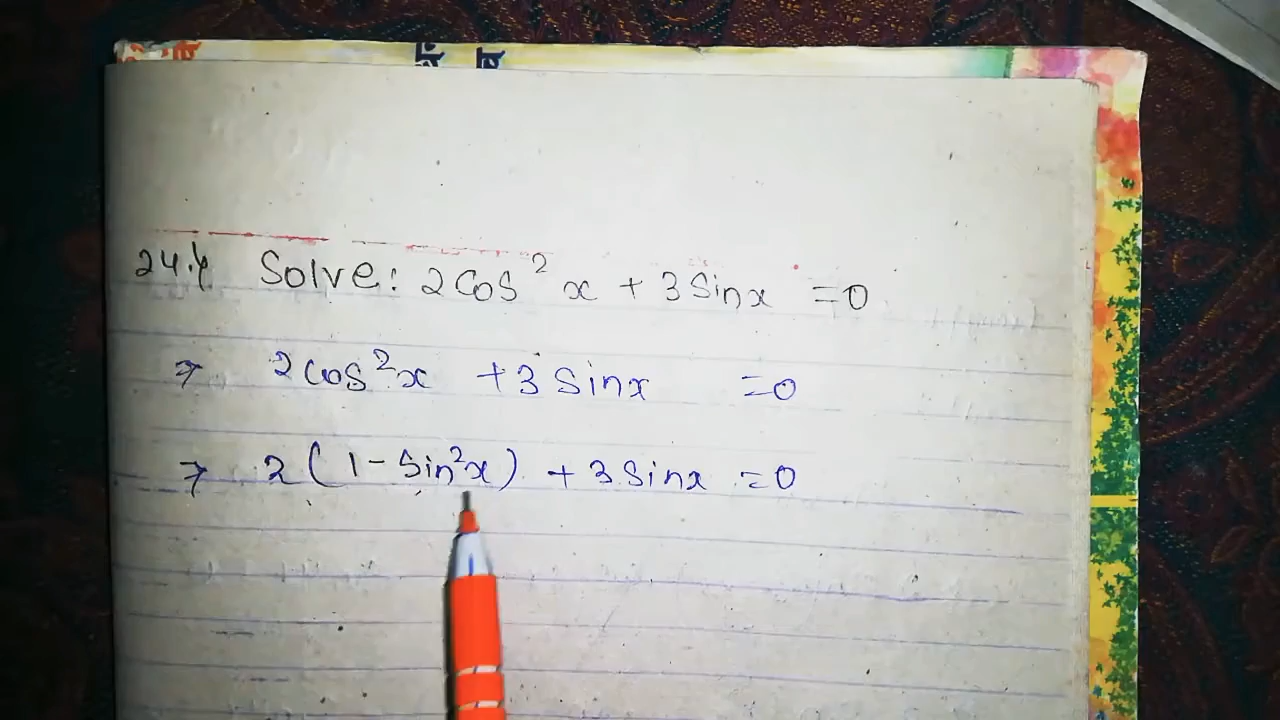 24.) Solve: 2cos²x + 3sinx = 0
⇒ 2cos²x + 3sinx = 0
⇒ 2(1 - sin²x) + 3sinx = 0